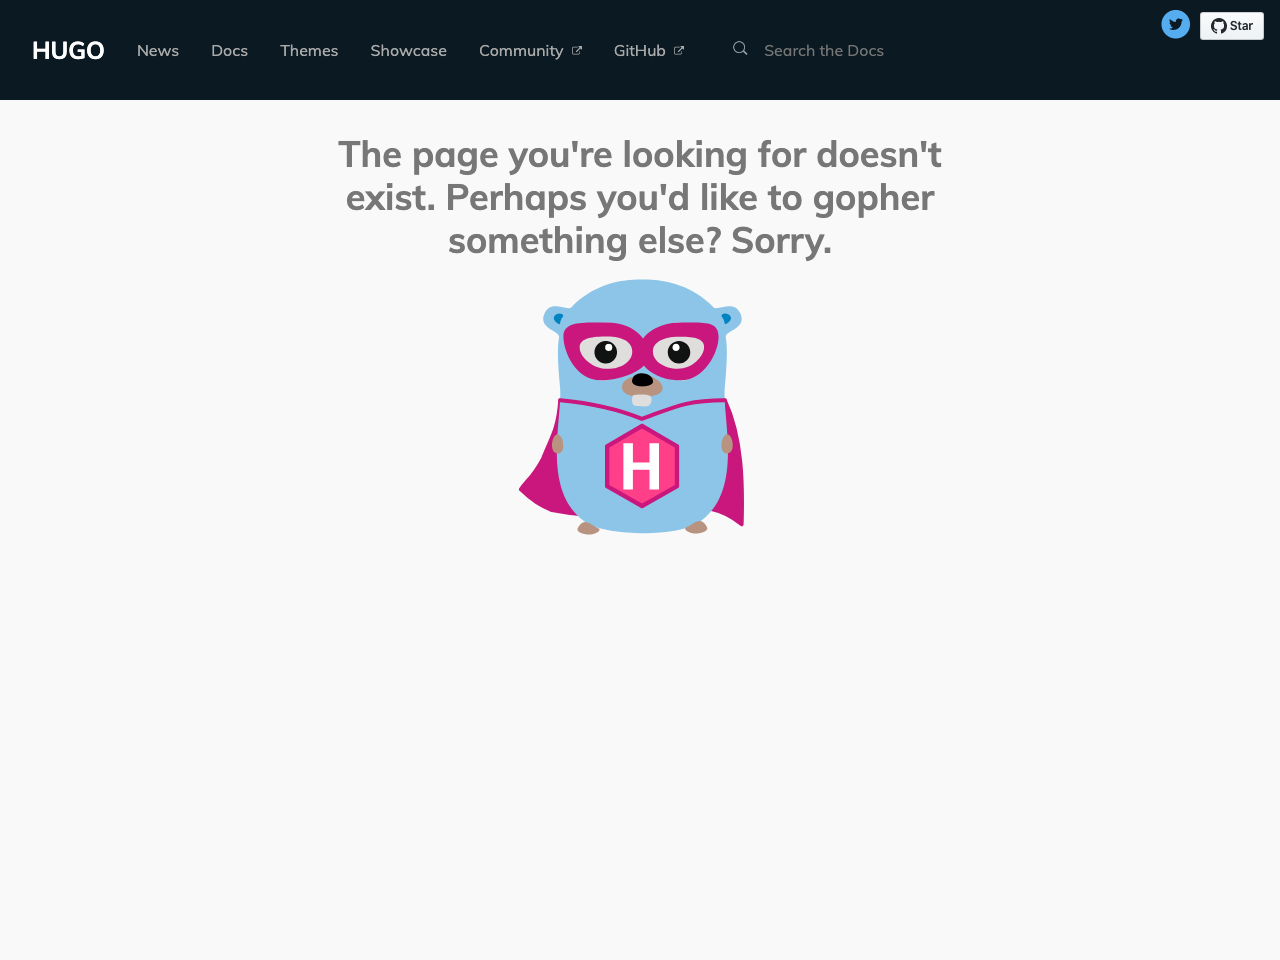 HUGO News Docs Themes Showcase Community GitHub Search the Docs Star
The page you're looking for doesn't
exist. Perhaps you'd like to gopher
something else? Sorry.
H